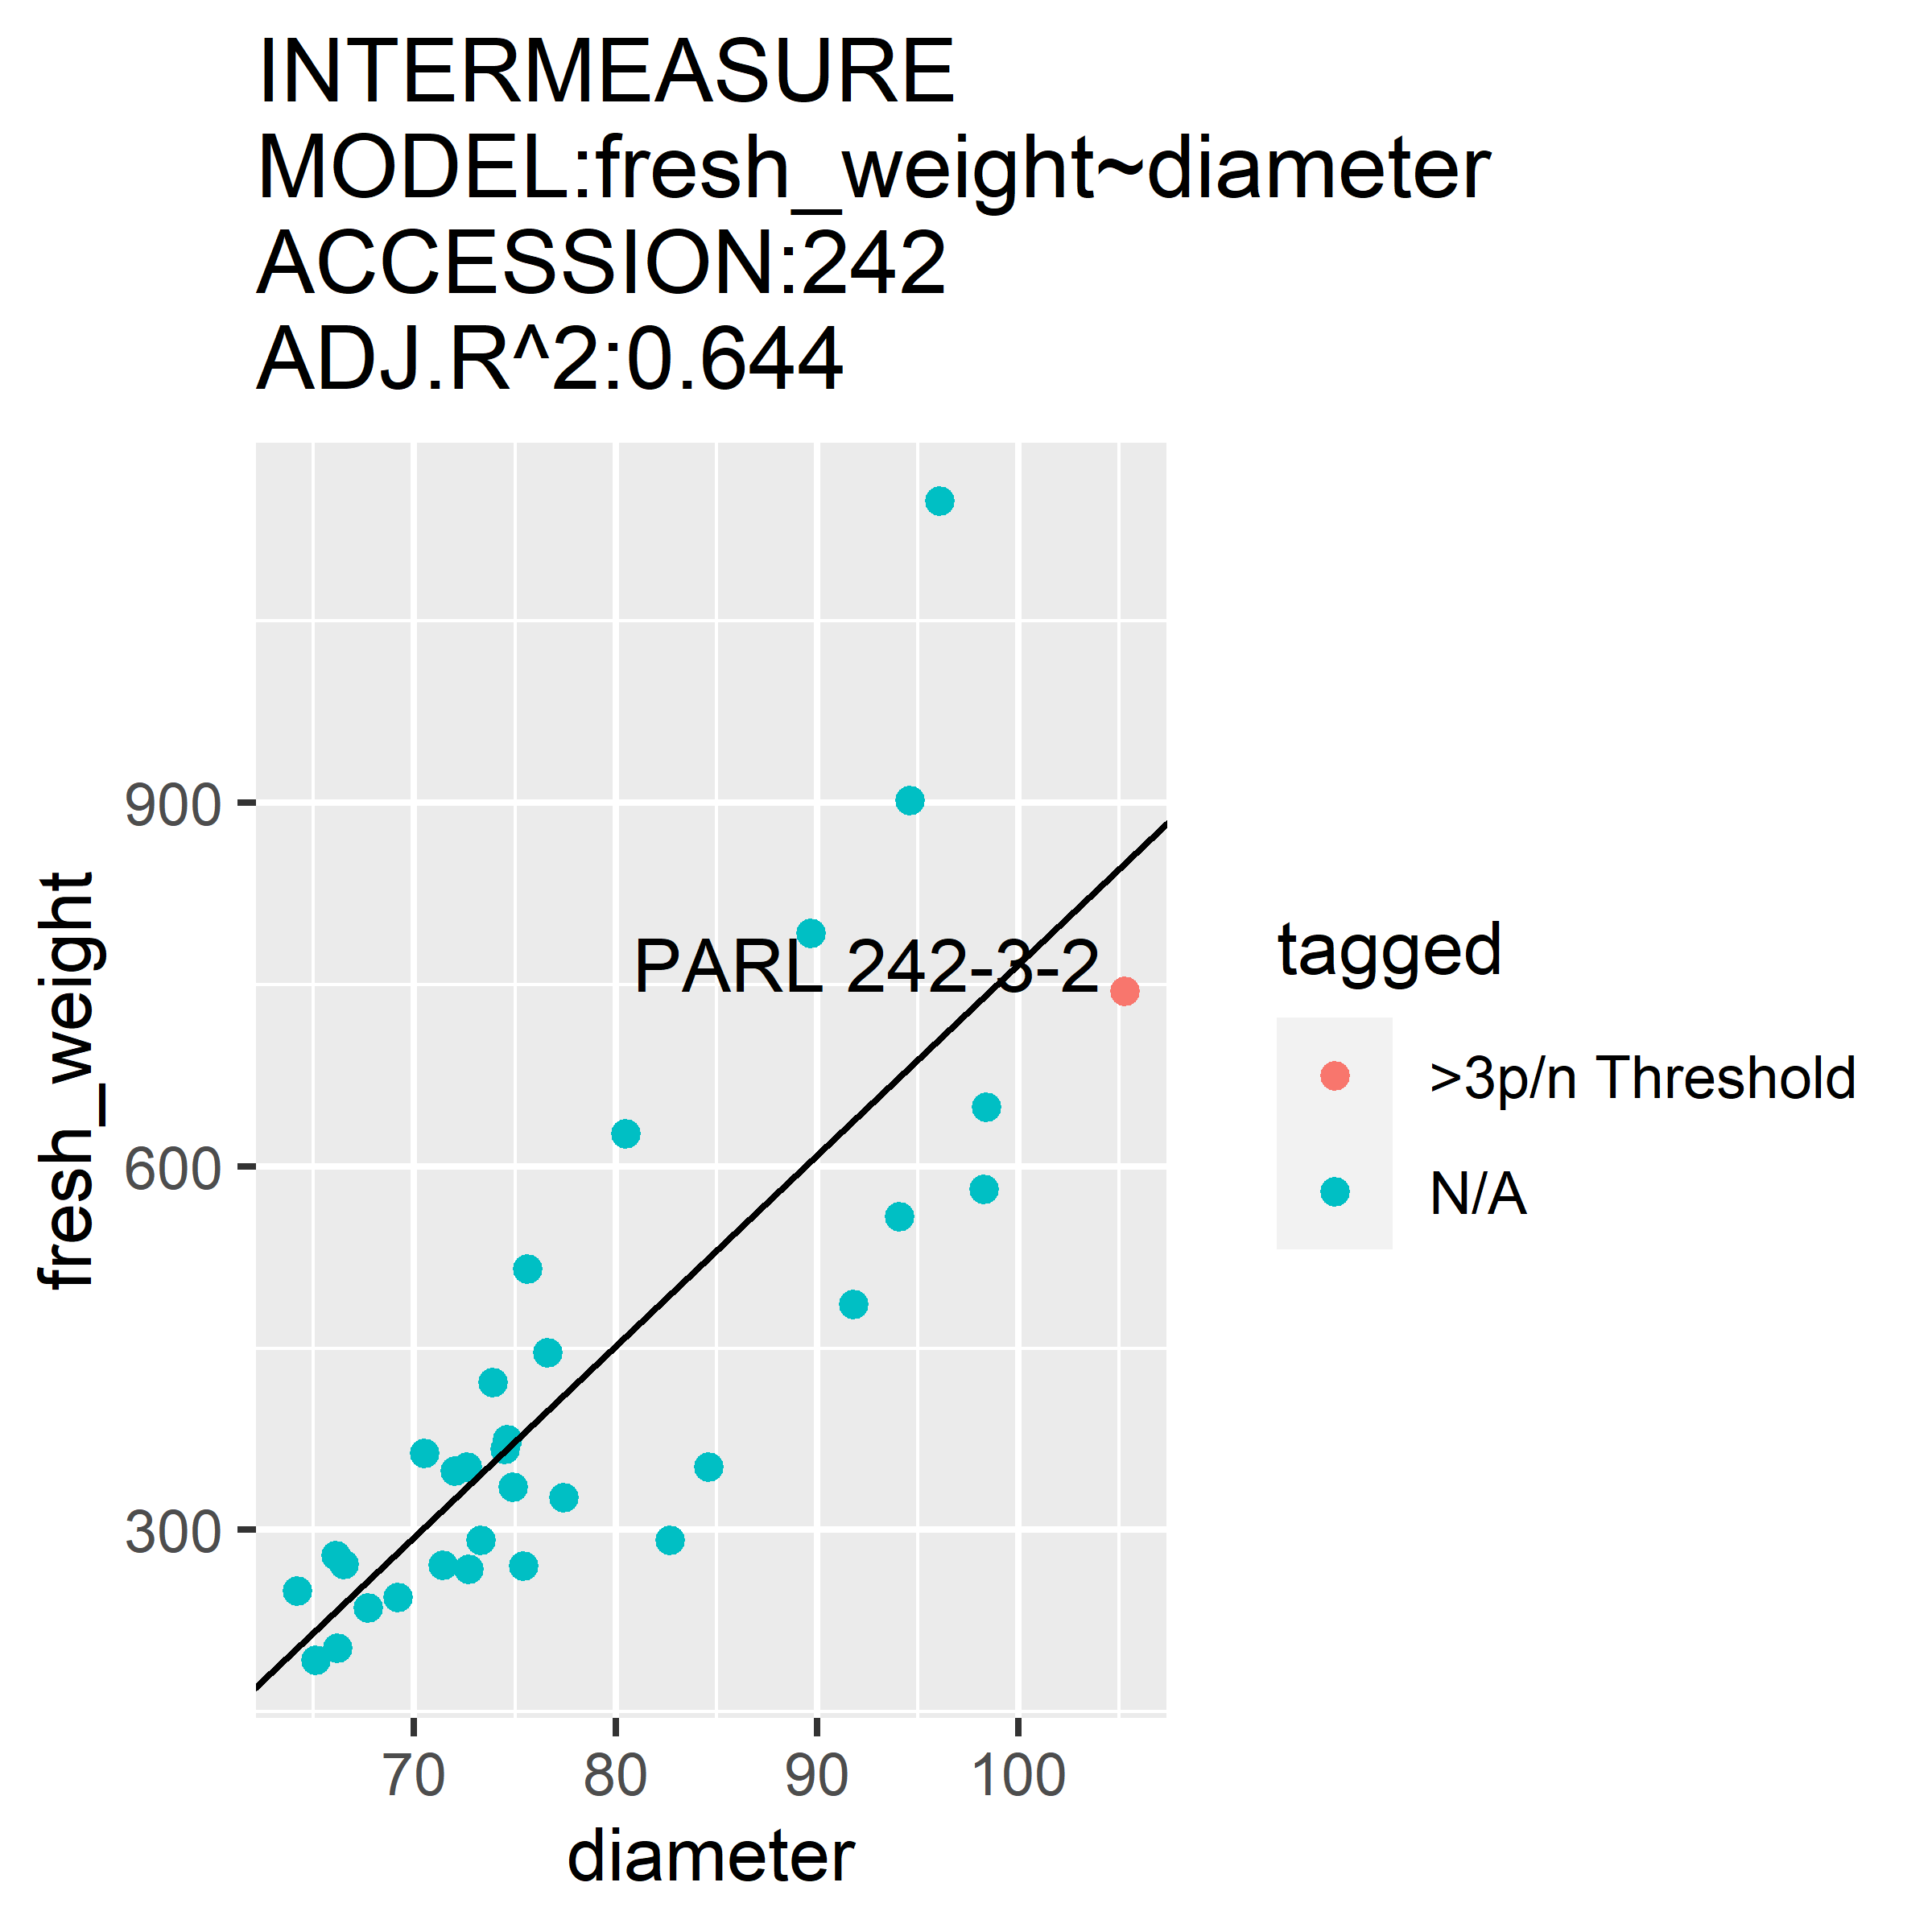 INTERMEASURE
MODEL:fresh_weight~diameter
ACCESSION:242
ADJ.R^2:0.644
900
600
300
fresh_weight
PARL 242-3-2
70 80 90 100
diameter
tagged
>3p/n Threshold
N/A